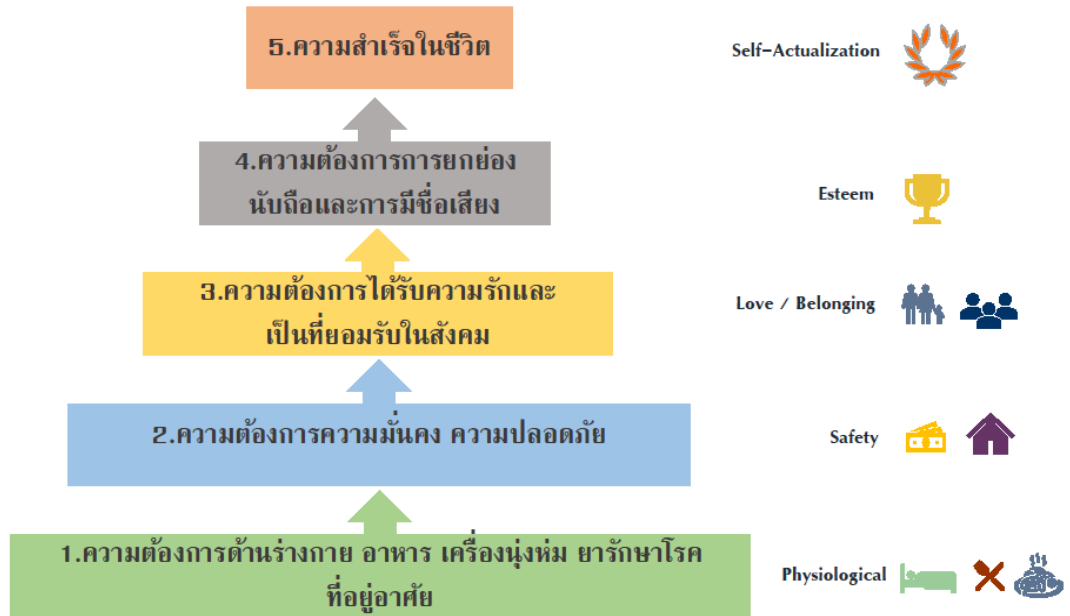 5.ความสำเร็จในชีวิต
Self-Actualization
4.ความต้องการการยกย่อง
นับถือและการมีชื่อเสียง
Esteem
3.ความต้องการได้รับความรักและ
เป็นที่ยอมรับในสังคม
Love / Belonging
2.ความต้องการความมั่นคง ความปลอดภัย
Safety
1.ความต้องการด้านร่างกาย อาหาร เครื่องนุ่งห่ม ยารักษาโรค
ที่อยู่อาศัย
Physiological